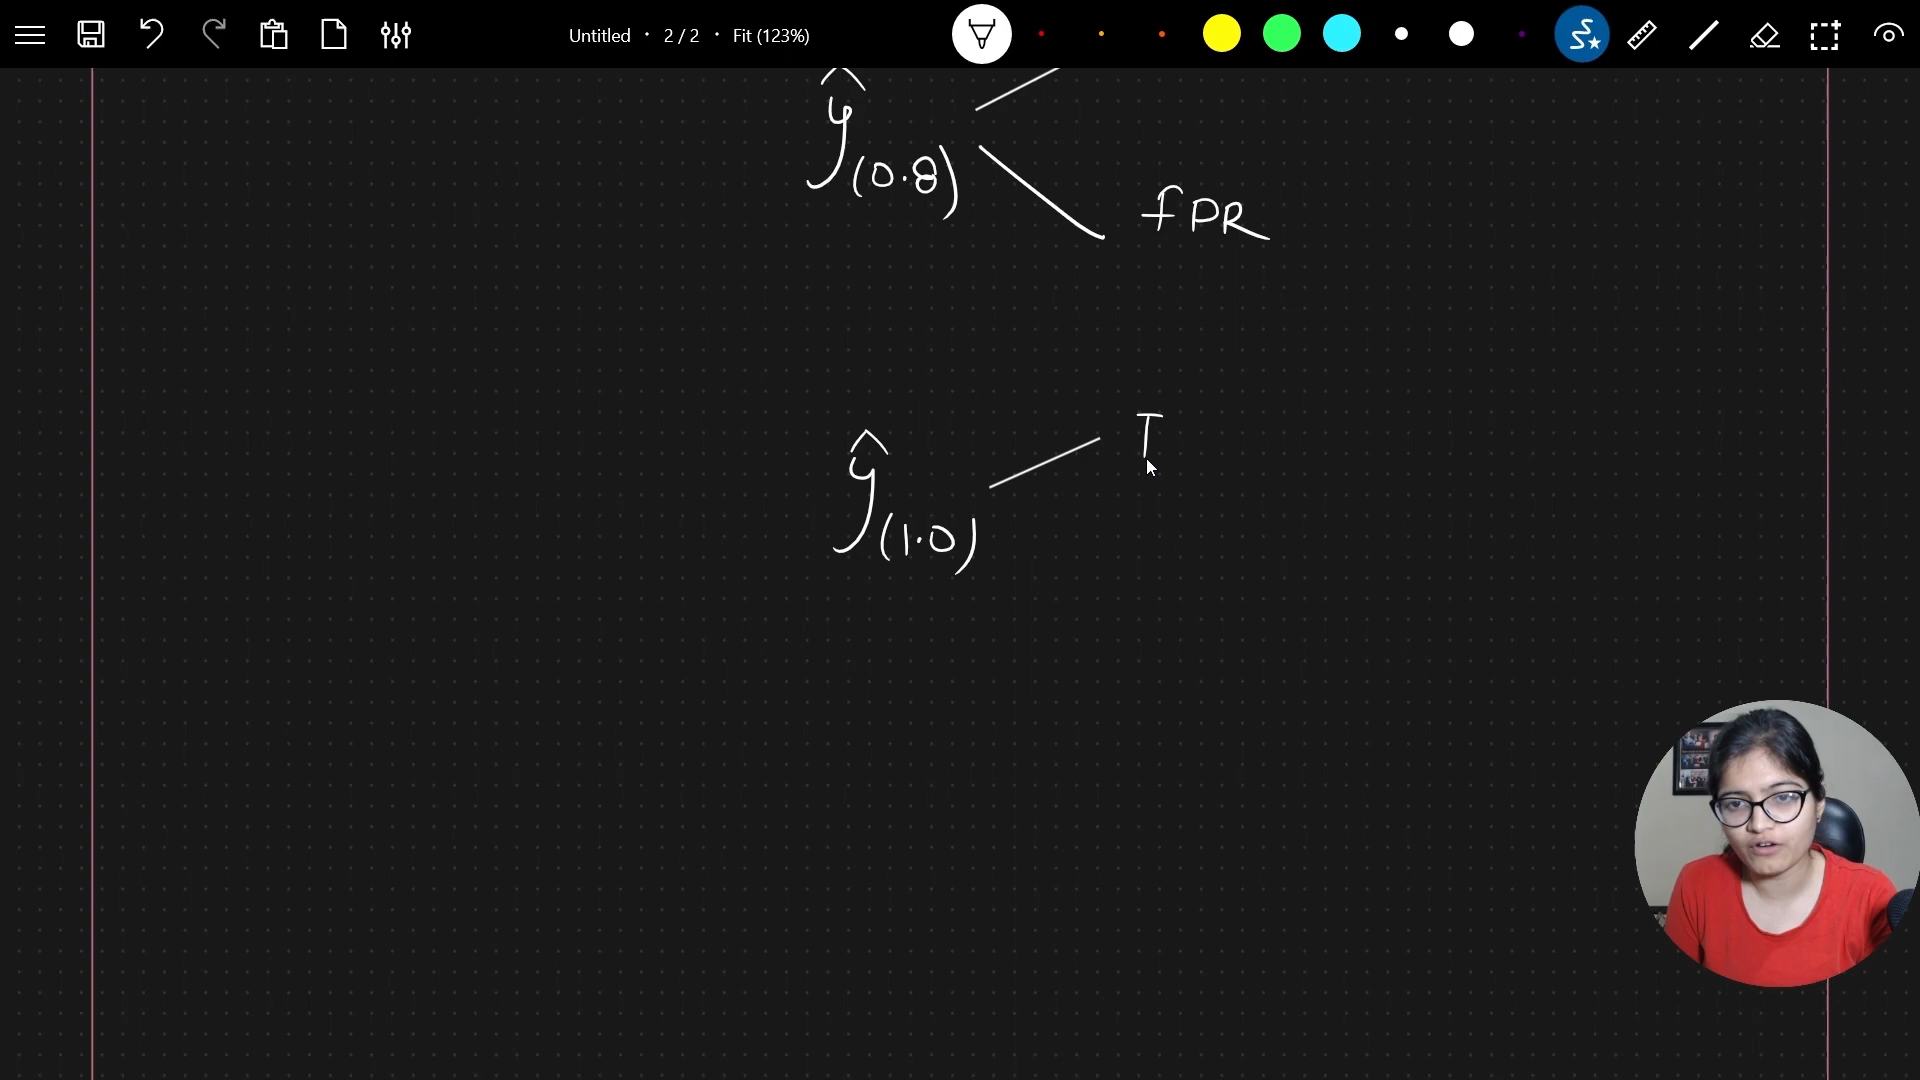 Untitled • 2 / 2 • Fit (123%)
ŷ(0.8)
fPR
T
ŷ(1.0)